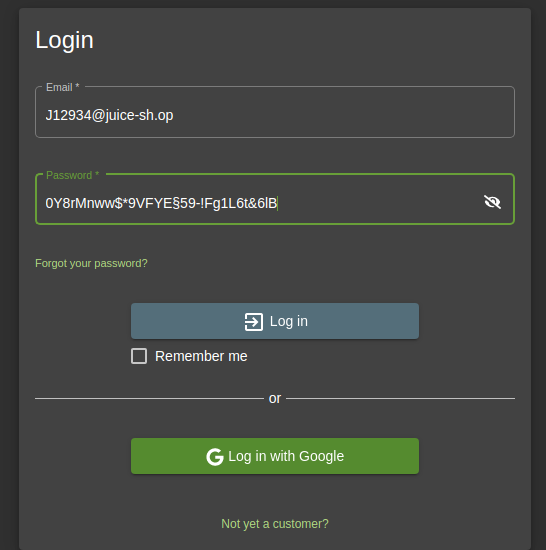 Login
Email *
J12934@juice-sh.op
Password *
0Y8rMnww$*9VFYE§59-!Fg1L6t&6lB
Forgot your password?
Log in
Remember me
or
Log in with Google
Not yet a customer?